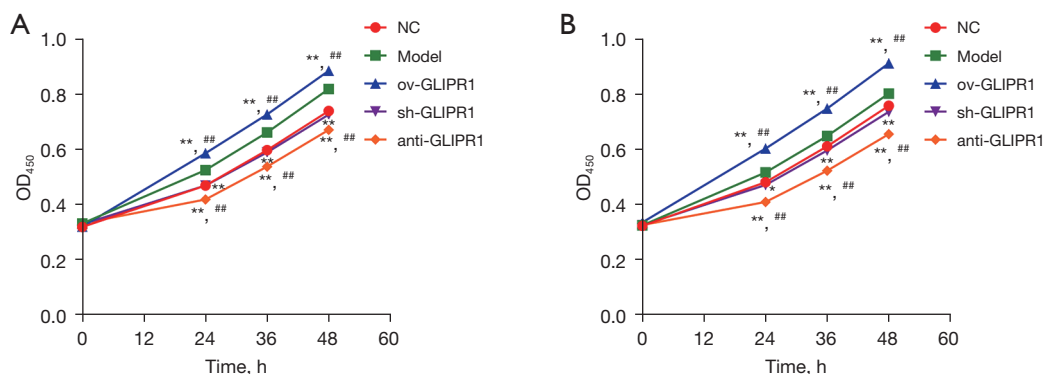 A
1.0
0.8
0.6
0.4
0.2
0.0
OD450
0 12 24 36 48 60
Time, h
**, ##
**, ##
**, ##
**
**
**
**, ##
**, ##
**, ##
NC
Model
ov-GLIPR1
sh-GLIPR1
anti-GLIPR1
B
1.0
0.8
0.6
0.4
0.2
0.0
OD450
0 12 24 36 48 60
Time, h
**, ##
**, ##
**, ##
*
**
**
**, ##
**, ##
**, ##
NC
Model
ov-GLIPR1
sh-GLIPR1
anti-GLIPR1